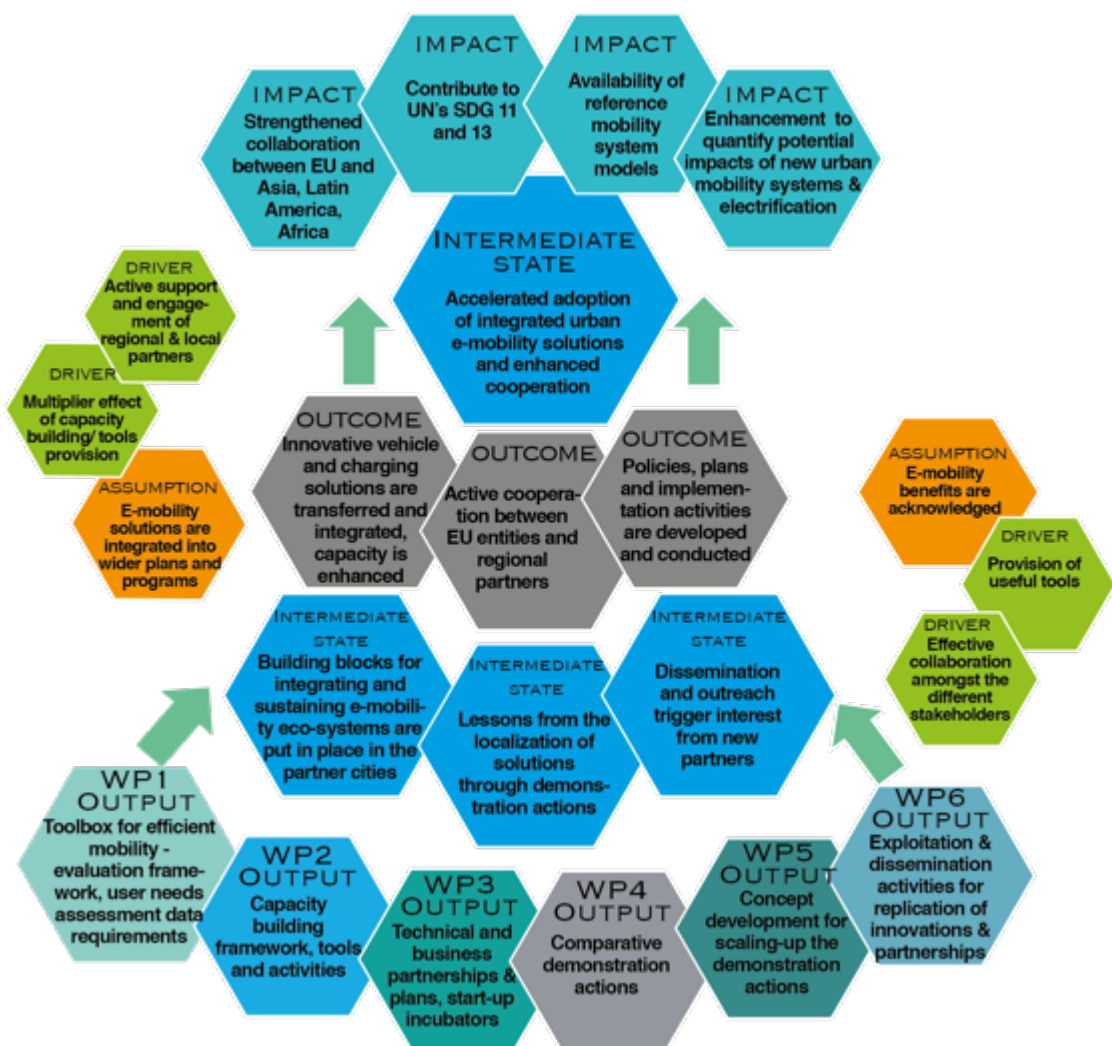 IMPACT
Strengthened
collaboration
between EU and
Asia, Latin
America,
Africa
IMPACT
Contribute to
UN's SDG 11
and 13
IMPACT
Availability of
reference
mobility
system
models
IMPACT
Enhancement to
quantify potential
impacts of new urban
mobility systems &
electrification
INTERMEDIATE
STATE
Accelerated adoption
of integrated urban
e-mobility solutions
and enhanced
cooperation
DRIVER
Active support
and engage-
ment of
regional & local
partners
DRIVER
Multiplier effect
of capacity
building/ tools
provision
ASSUMPTION
E-mobility
solutions are
integrated into
wider plans and
programs
OUTCOME
Innovative vehicle
and charging
solutions are
transferred and
integrated,
capacity is
enhanced
OUTCOME
Active coopera-
tion between
EU entities and
regional
partners
OUTCOME
Policies, plans
and implemen-
tation activities
are developed
and conducted
ASSUMPTION
E-mobility
benefits are
acknowledged
DRIVER
Provision of
useful tools
DRIVER
Effective
collaboration
amongst the
different
stakeholders
INTERMEDIATE
STATE
Building blocks for
integrating and
sustaining e-mobili-
ty eco-systems are
put in place in the
partner cities
INTERMEDIATE
STATE
Lessons from the
localization of
solutions
through demons-
tration actions
INTERMEDIATE
STATE
Dissemination
and outreach
trigger interest
from new
partners
WP1
OUTPUT
Toolbox for efficient
mobility -
evaluation frame-
work, user needs
assessment data
requirements
WP2
OUTPUT
Capacity
building
framework, tools
and activities
WP3
OUTPUT
Technical and
business
partnerships &
plans, start-up
incubators
WP4
OUTPUT
Comparative
demonstration
actions
WP5
OUTPUT
Concept
development for
scaling-up the
demonstration
actions
WP6
OUTPUT
Exploitation &
dissemination
activities for
replication of
innovations &
partnerships